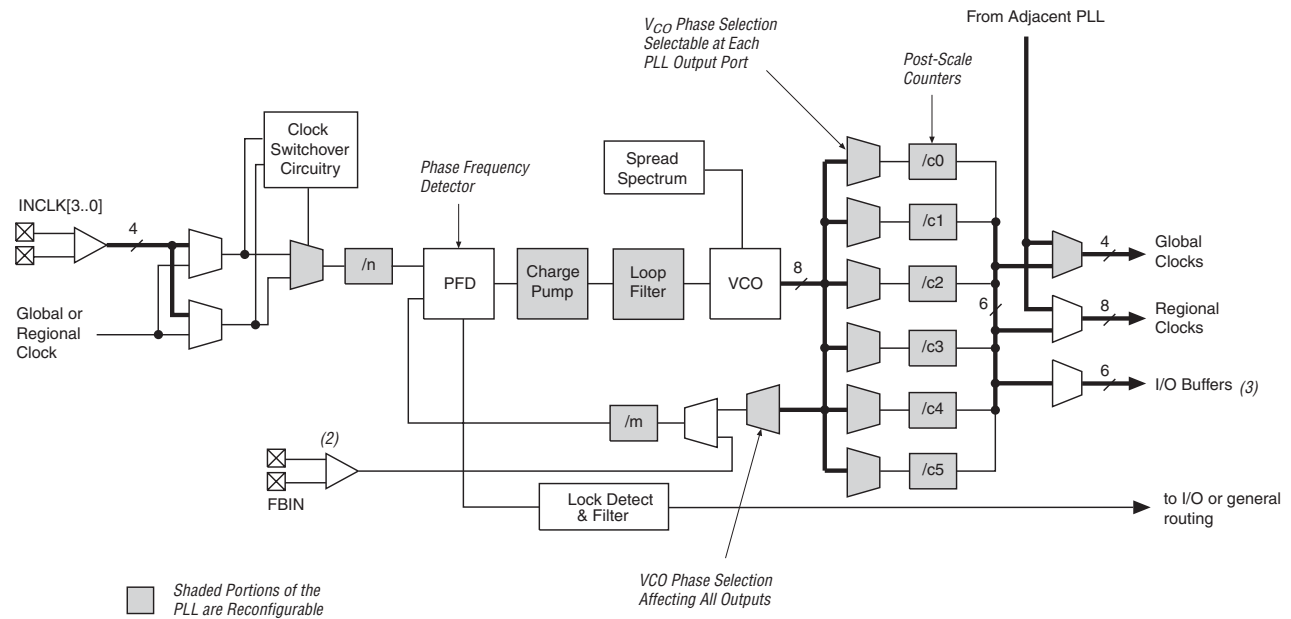 From Adjacent PLL
VCO Phase Selection
Selectable at Each
PLL Output Port
Post-Scale
Counters
Clock
Switchover
Circuitry
Phase Frequency
Detector
Spread
Spectrum
/c0
INCLK[3..0]
4
/c1
/n
PFD
Charge
Pump
Loop
Filter
VCO
8
/c2
6
4
Global
Clocks
Global or
Regional
Clock
8
Regional
Clocks
/c3
6
I/O Buffers (3)
/m
/c4
(2)
FBIN
/c5
Lock Detect
& Filter
to I/O or general
routing
VCO Phase Selection
Affecting All Outputs
Shaded Portions of the
PLL are Reconfigurable